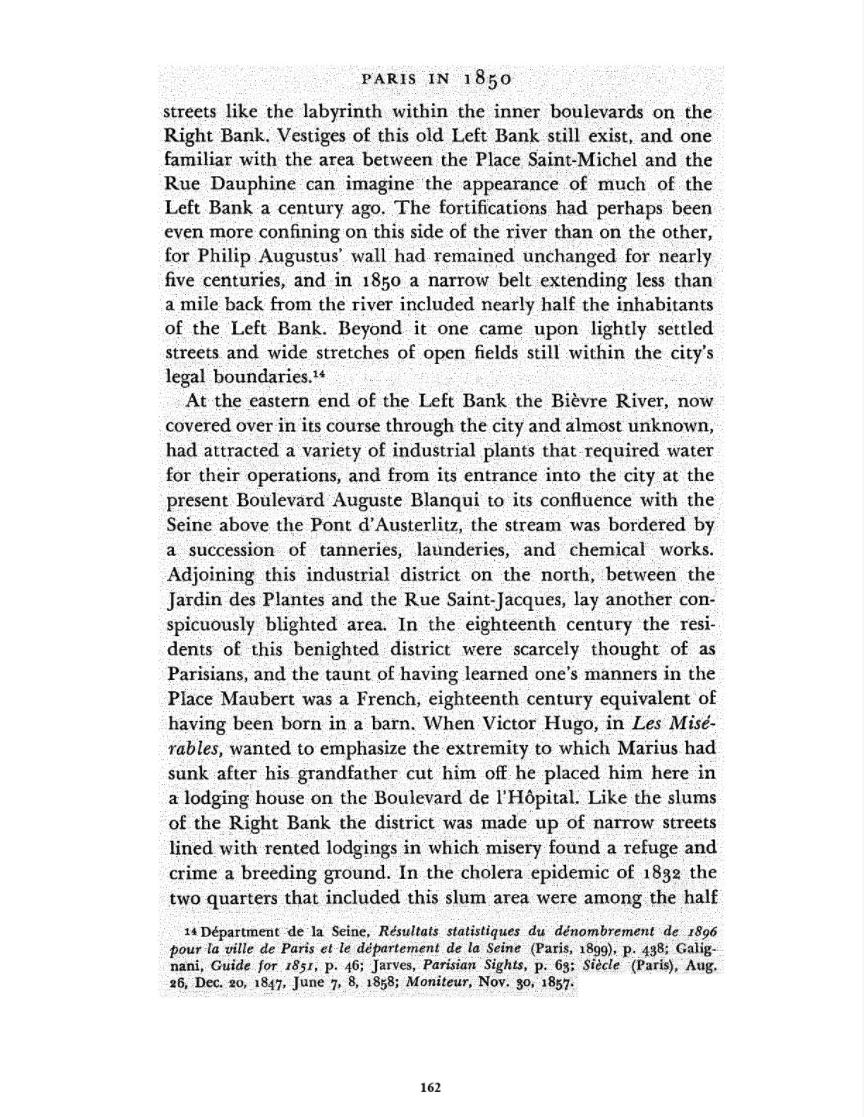 PARIS IN 1850
streets like the labyrinth within the inner boulevards on the
Right Bank. Vestiges of this old Left Bank still exist, and one
familiar with the area between the Place Saint-Michel and the
Rue Dauphine can imagine the appearance of much of the
Left Bank a century ago. The fortifications had perhaps been
even more confining on this side of the river than on the other,
for Philip Augustus’ wall had remained unchanged for nearly
five centuries, and in 1850 a narrow belt extending less than
a mile back from the river included nearly half the inhabitants
of the Left Bank. Beyond it one came upon lightly settled
streets and wide stretches of open fields still within the city’s
legal boundaries.¹⁴
At the eastern end of the Left Bank the Bièvre River, now
covered over in its course through the city and almost unknown,
had attracted a variety of industrial plants that required water
for their operations, and from its entrance into the city at the
present Boulevard Auguste Blanqui to its confluence with the
Seine above the Pont d’Austerlitz, the stream was bordered by
a succession of tanneries, launderies, and chemical works.
Adjoining this industrial district on the north, between the
Jardin des Plantes and the Rue Saint-Jacques, lay another con-
spicuously blighted area. In the eighteenth century the resi-
dents of this benighted district were scarcely thought of as
Parisians, and the taunt of having learned one’s manners in the
Place Maubert was a French, eighteenth century equivalent of
having been born in a barn. When Victor Hugo, in Les Misé-
rables, wanted to emphasize the extremity to which Marius had
sunk after his grandfather cut him off he placed him here in
a lodging house on the Boulevard de l’Hôpital. Like the slums
of the Right Bank the district was made up of narrow streets
lined with rented lodgings in which misery found a refuge and
crime a breeding ground. In the cholera epidemic of 1832 the
two quarters that included this slum area were among the half
¹⁴ Départment de la Seine, Résultats statistiques du dénombrement de 1896
pour la ville de Paris et le département de la Seine (Paris, 1899), p. 438; Galig-
nani, Guide for 1851, p. 46; Jarves, Parisian Sights, p. 63; Siècle (Paris), Aug.
26, Dec. 20, 1847, June 7, 8, 1858; Moniteur, Nov. 30, 1857.
162